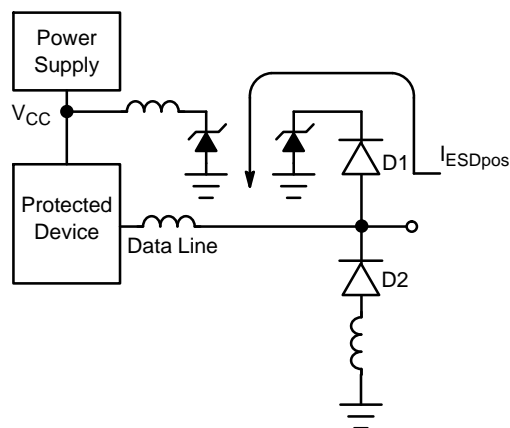 Power
Supply
VCC
D1
IESDpos
Protected
Device
Data Line
D2